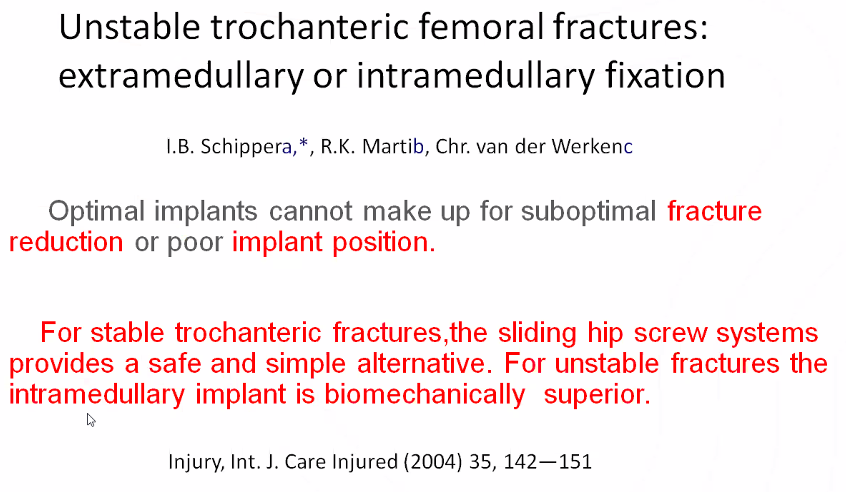 Unstable trochanteric femoral fractures:
extramedullary or intramedullary fixation
I.B. Schippera,*, R.K. Martib, Chr. van der Werkenc
Optimal implants cannot make up for suboptimal fracture
reduction or poor implant position.
For stable trochanteric fractures,the sliding hip screw systems
provides a safe and simple alternative. For unstable fractures the
intramedullary implant is biomechanically superior.
Injury, Int. J. Care Injured (2004) 35, 142—151